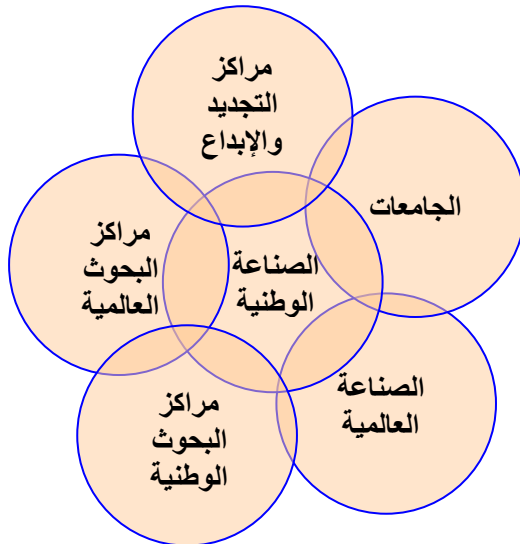 مراكز
التجديد
والإبداع
الجامعات
مراكز
البحوث
العالمية
الصناعة
الوطنية
الصناعة
العالمية
مراكز
البحوث
الوطنية